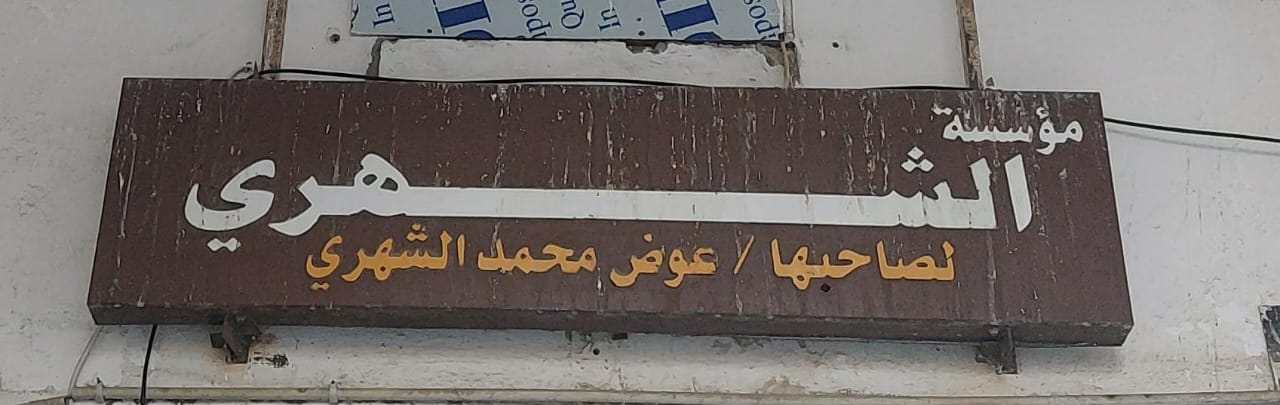 مؤسسة
الشهري
لصاحبها / عوض محمد الشهري